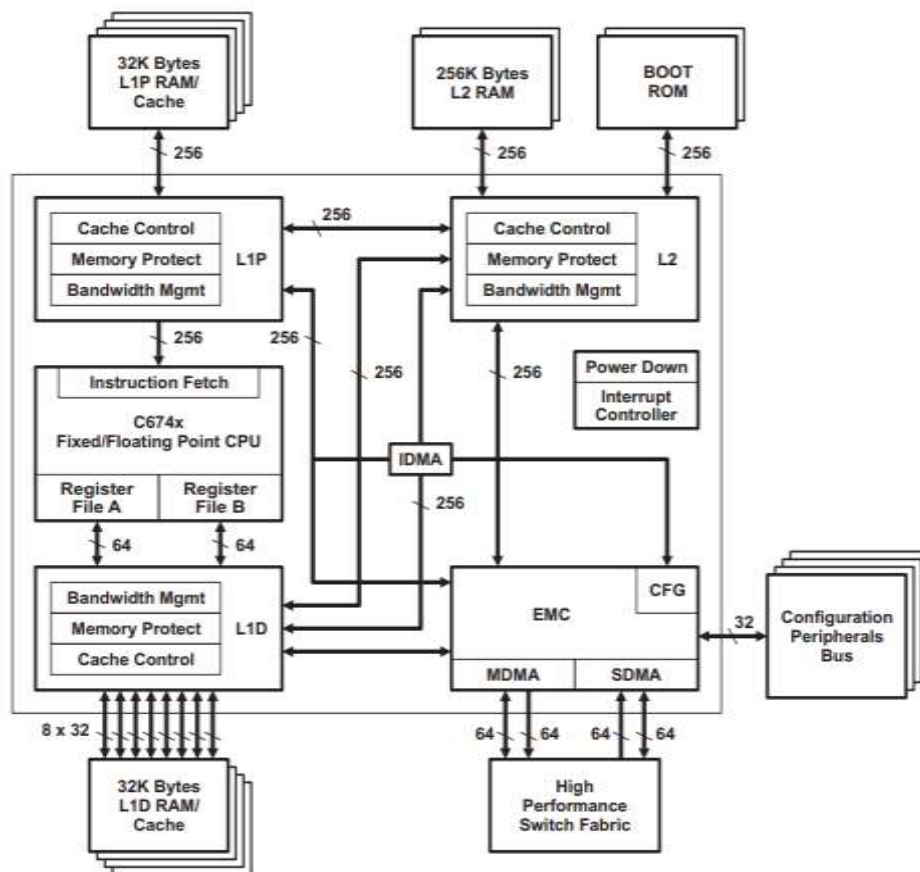 32K Bytes
L1P RAM/
Cache
256K Bytes
L2 RAM
BOOT
ROM
256
256
256
Cache Control
Memory Protect
Bandwidth Mgmt
L1P
256
Cache Control
Memory Protect
Bandwidth Mgmt
L2
256
256
256
256
Power Down
Interrupt
Controller
Instruction Fetch
C674x
Fixed/Floating Point CPU
Register
File A
Register
File B
IDMA
256
64
64
Bandwidth Mgmt
Memory Protect
Cache Control
L1D
EMC
CFG
MDMA
SDMA
32
Configuration
Peripherals
Bus
8 x 32
64
64
64
64
32K Bytes
L1D RAM/
Cache
High
Performance
Switch Fabric